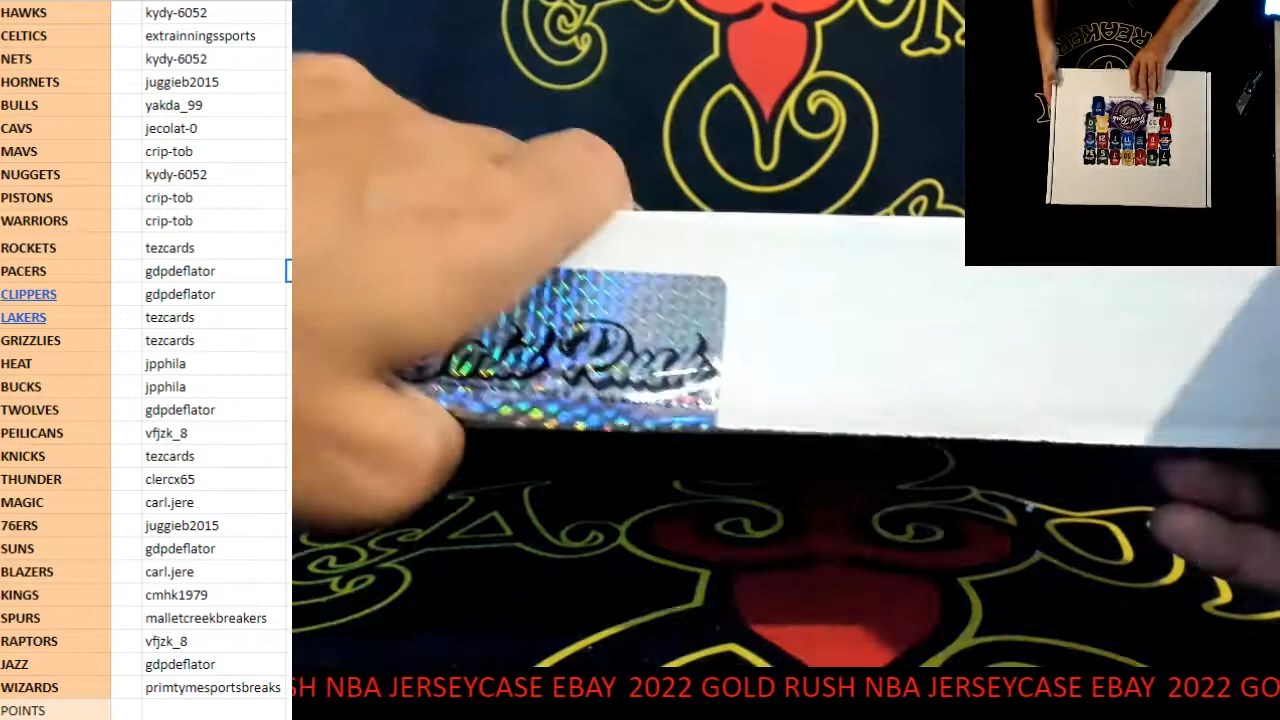 HAWKS kydy-6052
CELTICS extrainningssports
NETS kydy-6052
HORNETS juggieb2015
BULLS yakda_99
CAVS jecolat-0
MAVS crip-tob
NUGGETS kydy-6052
PISTONS crip-tob
WARRIORS crip-tob
ROCKETS tezcards
PACERS gdpdeflator
CLIPPERS gdpdeflator
LAKERS tezcards
GRIZZLIES tezcards
HEAT jpphila
BUCKS jpphila
TWOLVES gdpdeflator
PEILICANS vfjzk_8
KNICKS tezcards
THUNDER clercx65
MAGIC carl.jere
76ERS juggieb2015
SUNS gdpdeflator
BLAZERS carl.jere
KINGS cmhk1979
SPURS malletcreekbreakers
RAPTORS vfjzk_8
JAZZ gdpdeflator
WIZARDS primtymesportsbreaks
POINTS
Gold Rush
REAKER
SH NBA JERSEYCASE EBAY 2022 GOLD RUSH NBA JERSEYCASE EBAY 2022 GO